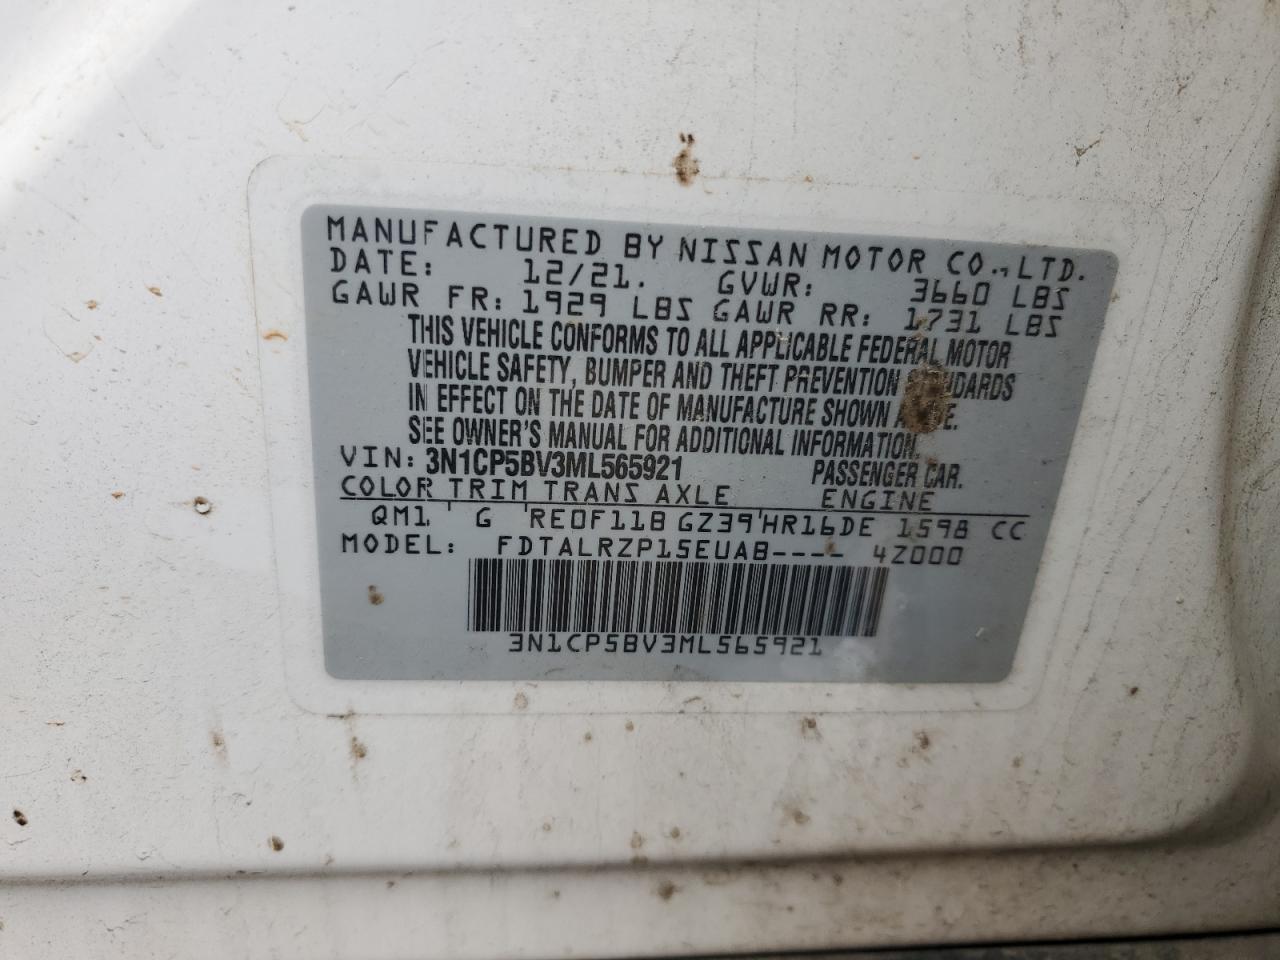 MANUFACTURED BY NISSAN MOTOR CO., LTD.
DATE: 12/21. GVWR: 3660 LBS
GAWR FR: 1929 LBS GAWR RR: 1731 LBS
THIS VEHICLE CONFORMS TO ALL APPLICABLE FEDERAL MOTOR
VEHICLE SAFETY, BUMPER AND THEFT PREVENTION STANDARDS
IN EFFECT ON THE DATE OF MANUFACTURE SHOWN ABOVE.
SEE OWNER'S MANUAL FOR ADDITIONAL INFORMATION.
VIN: 3N1CP5BV3ML565921 PASSENGER CAR.
COLOR TRIM TRANS AXLE ENGINE
QM1 G RE0F11B GZ39 HR16DE 1598 CC
MODEL: FDTALRZP15EUAB---- 4Z000
3N1CP5BV3ML565921